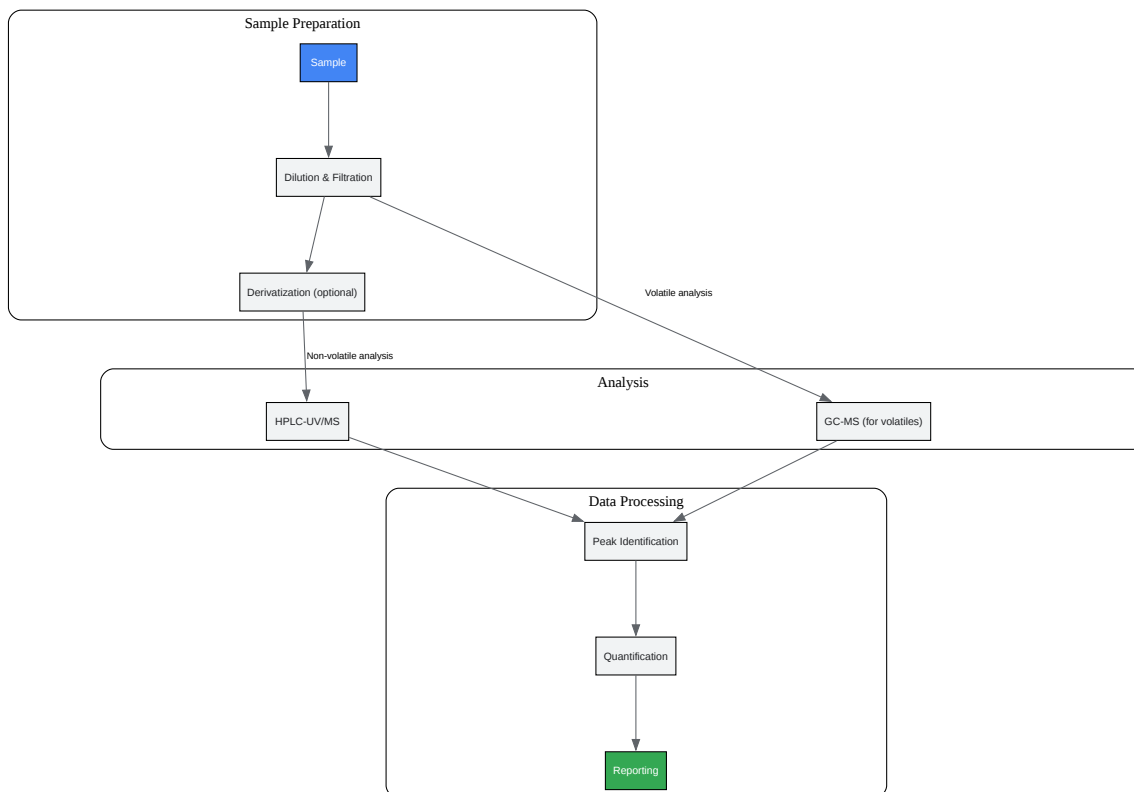 Sample Preparation
Sample
Dilution & Filtration
Derivatization (optional)
Volatile analysis
Non-volatile analysis
Analysis
HPLC-UV/MS
GC-MS (for volatiles)
Data Processing
Peak Identification
Quantification
Reporting